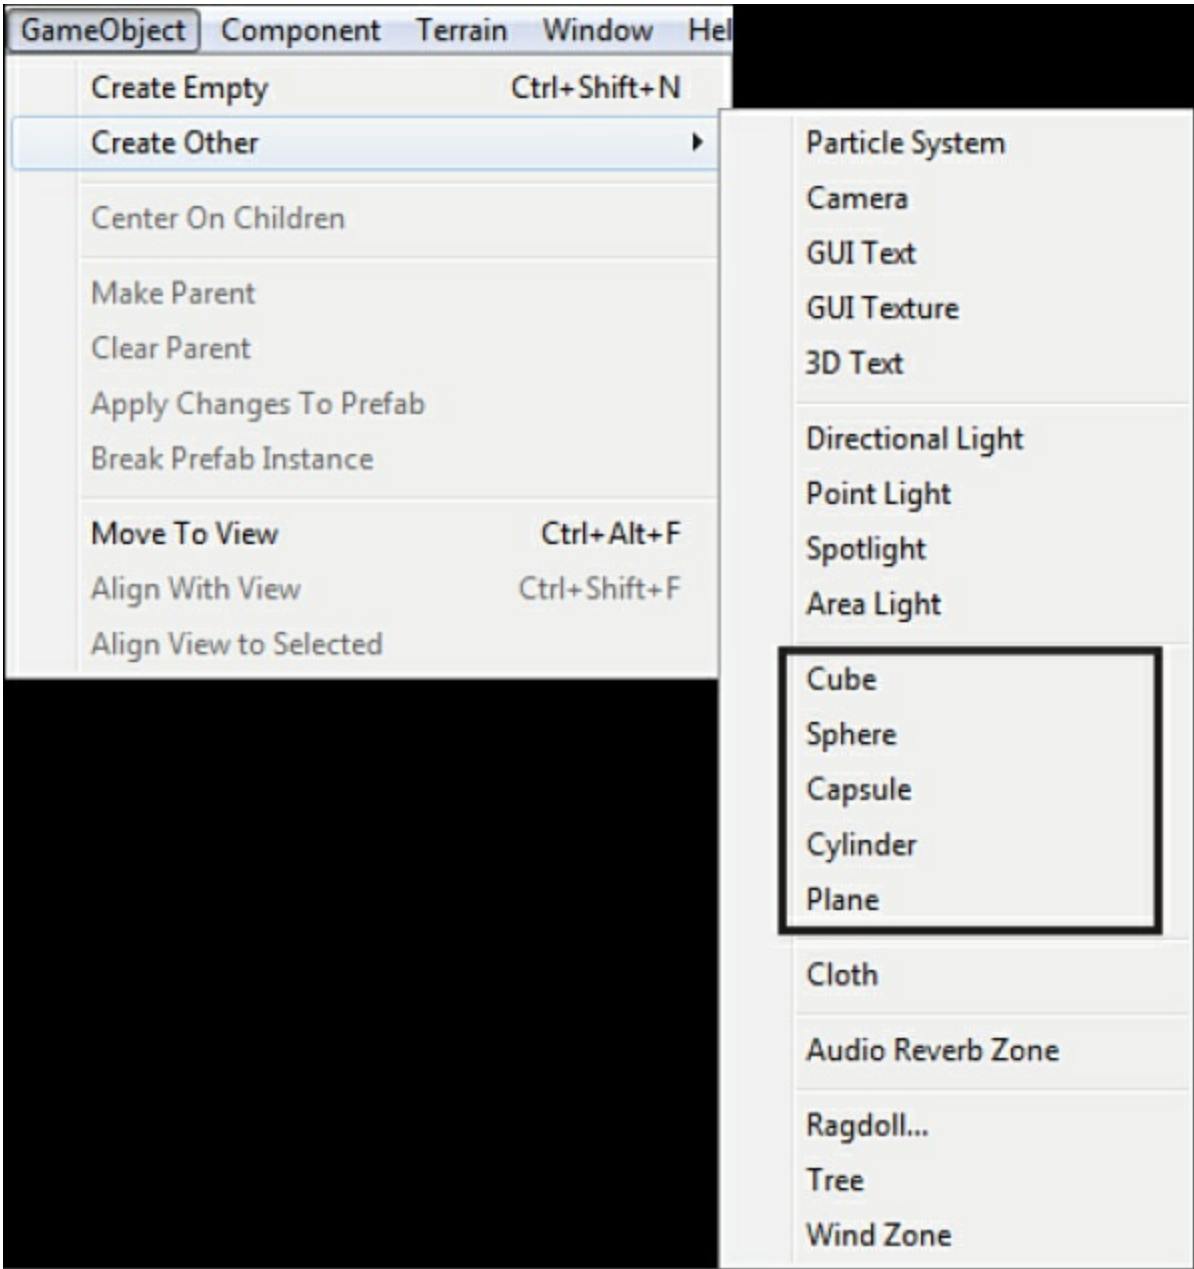 GameObject Component Terrain Window Hel
Create Empty Ctrl+Shift+N
Create Other
Center On Children
Make Parent
Clear Parent
Apply Changes To Prefab
Break Prefab Instance
Move To View Ctrl+Alt+F
Align With View Ctrl+Shift+F
Align View to Selected
Particle System
Camera
GUI Text
GUI Texture
3D Text
Directional Light
Point Light
Spotlight
Area Light
Cube
Sphere
Capsule
Cylinder
Plane
Cloth
Audio Reverb Zone
Ragdoll...
Tree
Wind Zone